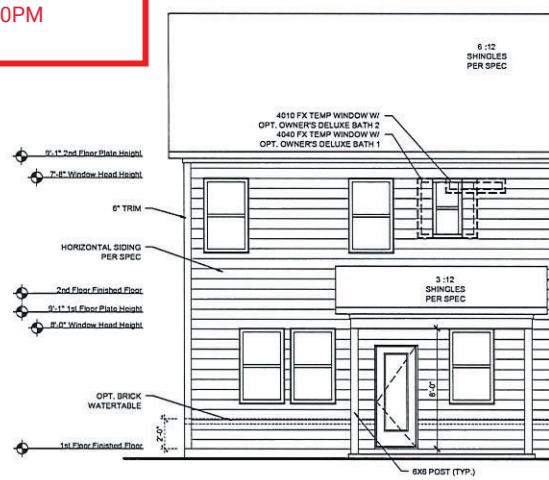 0PM
6 :12
SHINGLES
PER SPEC
4010 FX TEMP WINDOW W/
OPT. OWNER'S DELUXE BATH 2
4040 FX TEMP WINDOW W/
OPT. OWNER'S DELUXE BATH 1
9'-1" 2nd Floor Plate Height
7'-8" Window Head Height
6" TRIM
HORIZONTAL SIDING
PER SPEC
2nd Floor Finished Floor
9'-1" 1st Floor Plate Height
8'-0" Window Head Height
3 :12
SHINGLES
PER SPEC
8'-0"
OPT. BRICK
WATERTABLE
2'-0"
1st Floor Finished Floor
6X6 POST (TYP.)